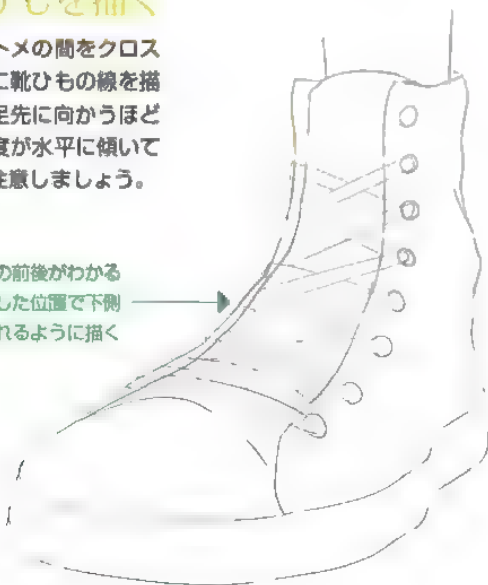 ひもを描く
トメの間をクロス
に靴ひもの線を描
足先に向かうほど
度が水平に傾いて
注意しましょう。
の前後がわかる
した位置で下側
れるように描く